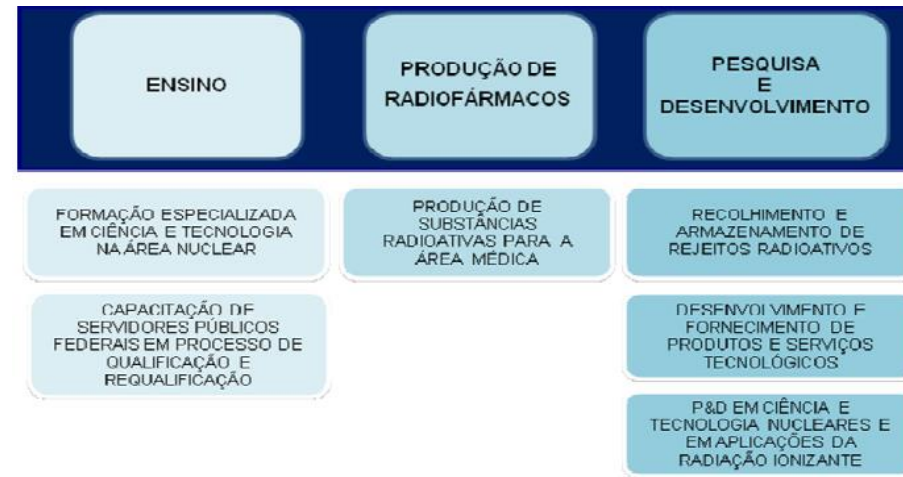 ENSINO
PRODUÇÃO DE
RADIOFÁRMACOS
PESQUISA
E
DESENVOLVIMENTO
FORMAÇÃO ESPECIALIZADA
EM CIÊNCIA E TECNOLOGIA
NA ÁREA NUCLEAR
CAPACITAÇÃO DE
SERVIDORES PÚBLICOS
FEDERAIS EM PROCESSO DE
QUALIFICAÇÃO E
REQUALIFICAÇÃO
PRODUÇÃO DE
SUBSTÂNCIAS
RADIOATIVAS PARA A
ÁREA MÉDICA
RECOLHIMENTO E
ARMAZENAMENTO DE
REJEITOS RADIOATIVOS
DESENVOLVIMENTO E
FORNECIMENTO DE
PRODUTOS E SERVIÇOS
TECNOLÓGICOS
P&D EM CIÊNCIA E
TECNOLOGIA NUCLEARES E
EM APLICAÇÕES DA
RADIAÇÃO IONIZANTE